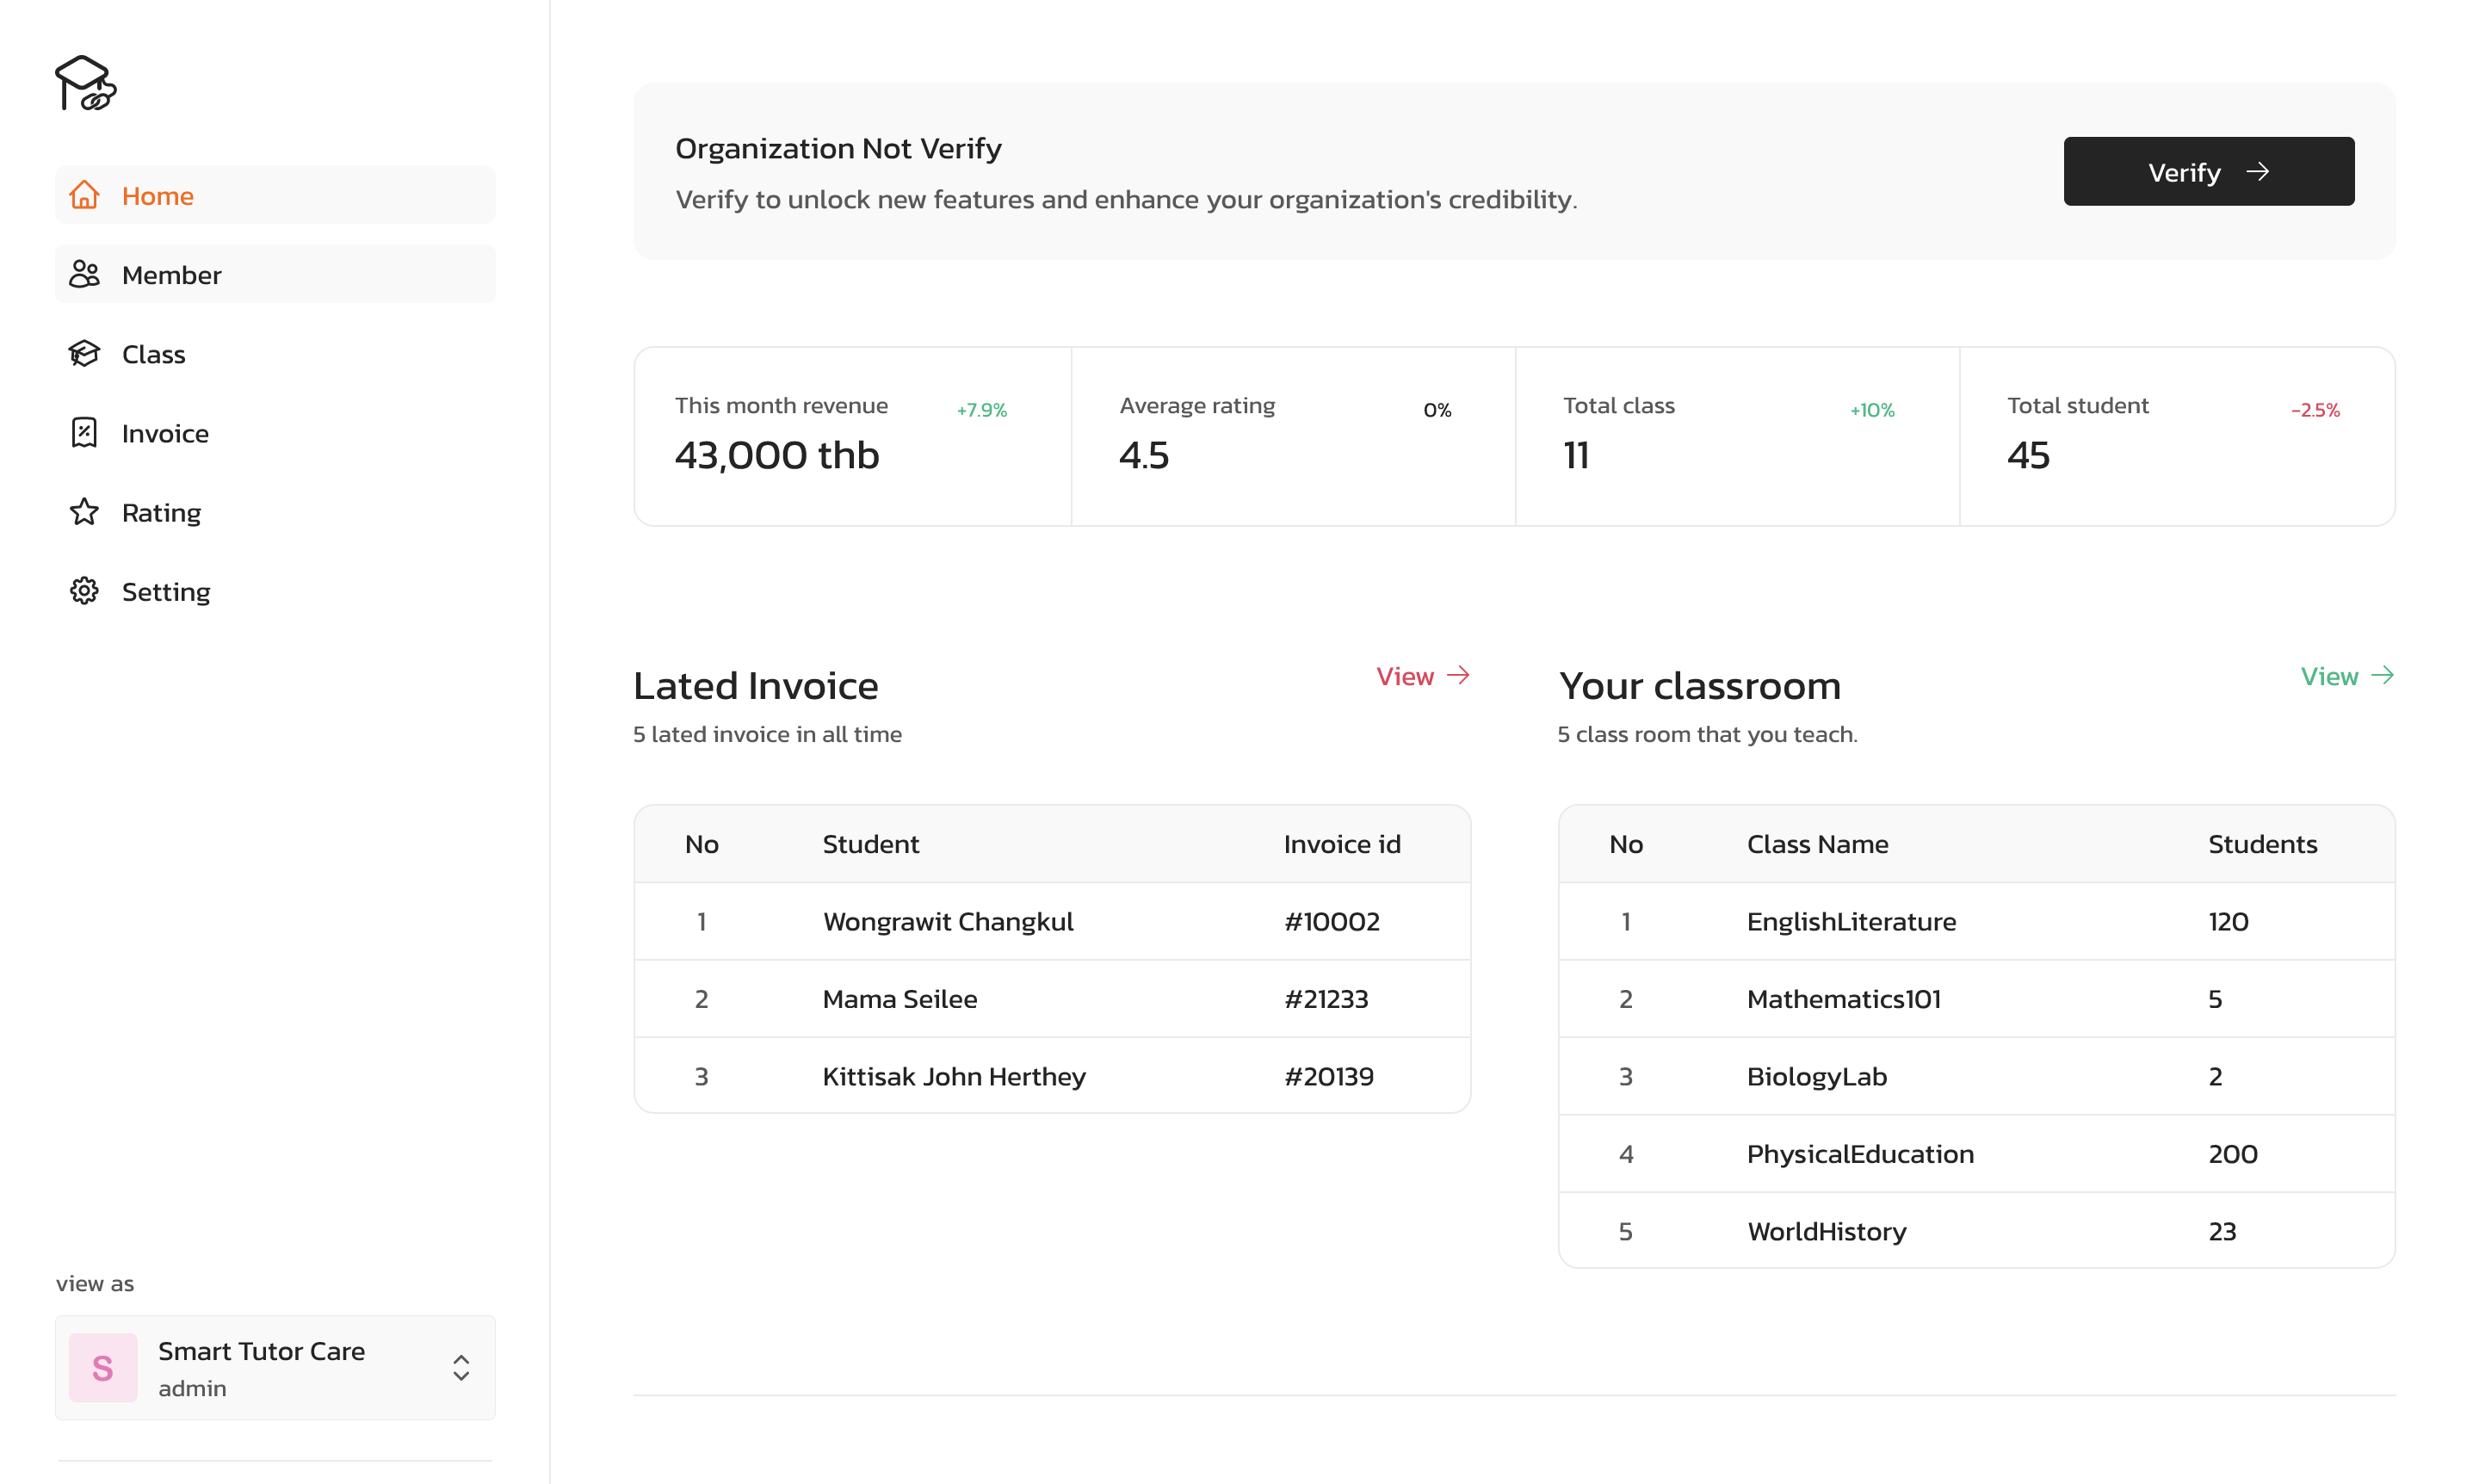 Home
Member
Class
Invoice
Rating
Setting
view as
S
Smart Tutor Care
admin
Organization Not Verify
Verify to unlock new features and enhance your organization's credibility.
Verify
This month revenue +7.9%
43,000 thb
Average rating 0%
4.5
Total class +10%
11
Total student -2.5%
45
Lated Invoice View
5 lated invoice in all time
No Student Invoice id
1 Wongrawit Changkul #10002
2 Mama Seilee #21233
3 Kittisak John Herthey #20139
Your classroom View
5 class room that you teach.
No Class Name Students
1 EnglishLiterature 120
2 Mathematics101 5
3 BiologyLab 2
4 PhysicalEducation 200
5 WorldHistory 23